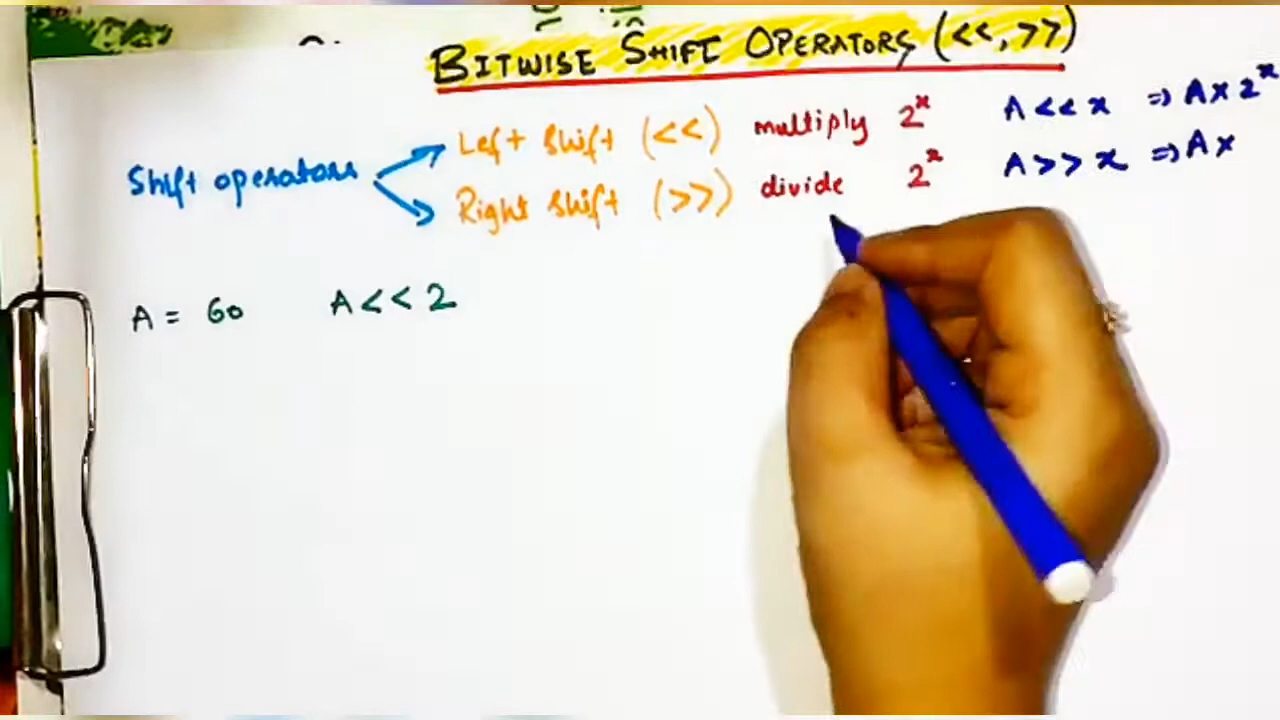 BITWISE SHIFT OPERATORS (<<, >>)
Shift operators
Left shift (<<) multiply 2^x A << x => A x 2^x
Right shift (>>) divide 2^x A >> x => A x
A = 60 A << 2